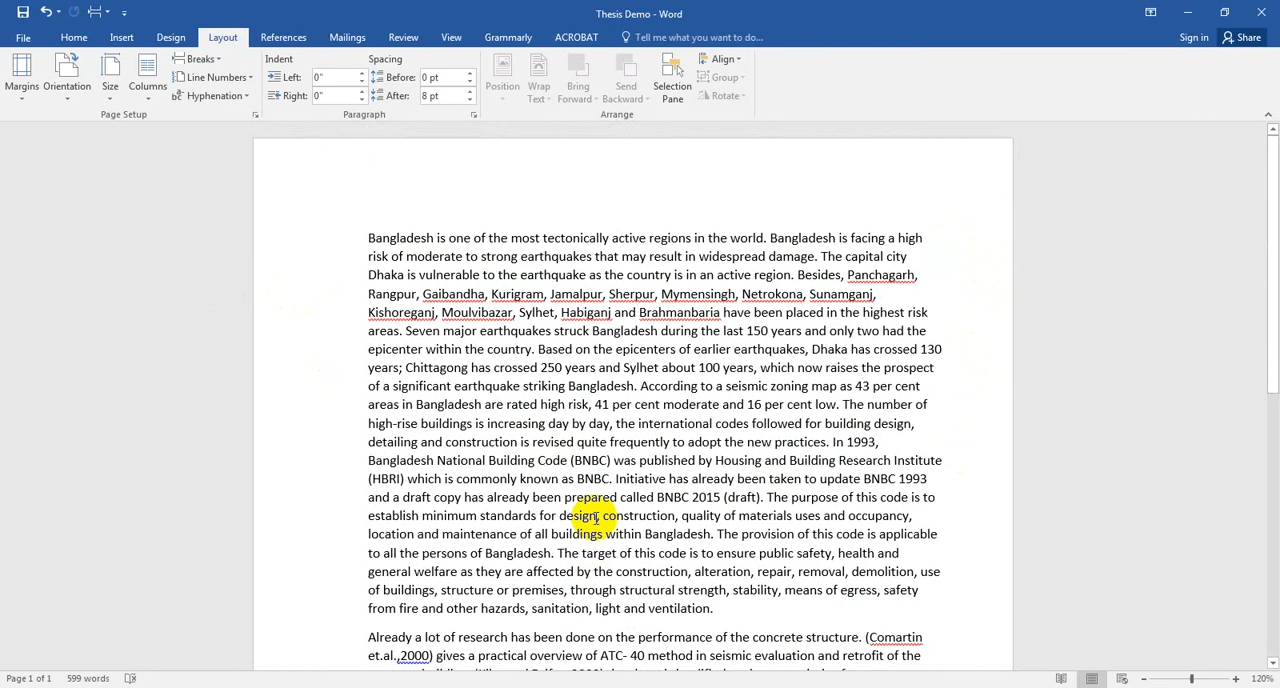 Thesis Demo - Word
File Home Insert Design Layout References Mailings Review View Grammarly ACROBAT Tell me what you want to do... Sign in Share
Margins Orientation Size Columns Breaks Line Numbers Hyphenation
Indent Spacing
Left: 0" Before: 0 pt
Right: 0" After: 8 pt
Position Wrap Text Bring Forward Send Backward Selection Pane Align Group Rotate
Page Setup Paragraph Arrange
Bangladesh is one of the most tectonically active regions in the world. Bangladesh is facing a high
risk of moderate to strong earthquakes that may result in widespread damage. The capital city
Dhaka is vulnerable to the earthquake as the country is in an active region. Besides, Panchagarh,
Rangpur, Gaibandha, Kurigram, Jamalpur, Sherpur, Mymensingh, Netrokona, Sunamganj,
Kishoreganj, Moulvibazar, Sylhet, Habiganj and Brahmanbaria have been placed in the highest risk
areas. Seven major earthquakes struck Bangladesh during the last 150 years and only two had the
epicenter within the country. Based on the epicenters of earlier earthquakes, Dhaka has crossed 130
years; Chittagong has crossed 250 years and Sylhet about 100 years, which now raises the prospect
of a significant earthquake striking Bangladesh. According to a seismic zoning map as 43 per cent
areas in Bangladesh are rated high risk, 41 per cent moderate and 16 per cent low. The number of
high-rise buildings is increasing day by day, the international codes followed for building design,
detailing and construction is revised quite frequently to adopt the new practices. In 1993,
Bangladesh National Building Code (BNBC) was published by Housing and Building Research Institute
(HBRI) which is commonly known as BNBC. Initiative has already been taken to update BNBC 1993
and a draft copy has already been prepared called BNBC 2015 (draft). The purpose of this code is to
establish minimum standards for design, construction, quality of materials uses and occupancy,
location and maintenance of all buildings within Bangladesh. The provision of this code is applicable
to all the persons of Bangladesh. The target of this code is to ensure public safety, health and
general welfare as they are affected by the construction, alteration, repair, removal, demolition, use
of buildings, structure or premises, through structural strength, stability, means of egress, safety
from fire and other hazards, sanitation, light and ventilation.
Already a lot of research has been done on the performance of the concrete structure. (Comartin
et.al.,2000) gives a practical overview of ATC- 40 method in seismic evaluation and retrofit of the
Page 1 of 1 599 words 120%